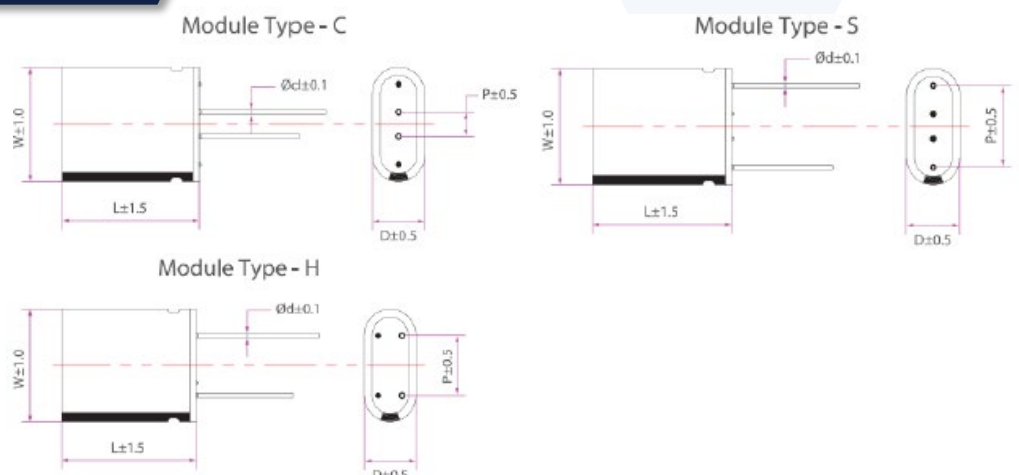 Module Type - C
Ød±0.1
P±0.5
W±1.0
L±1.5
D±0.5
Module Type - S
Ød±0.1
P±0.5
W±1.0
L±1.5
D±0.5
Module Type - H
Ød±0.1
P±0.5
W±1.0
L±1.5
D±0.5